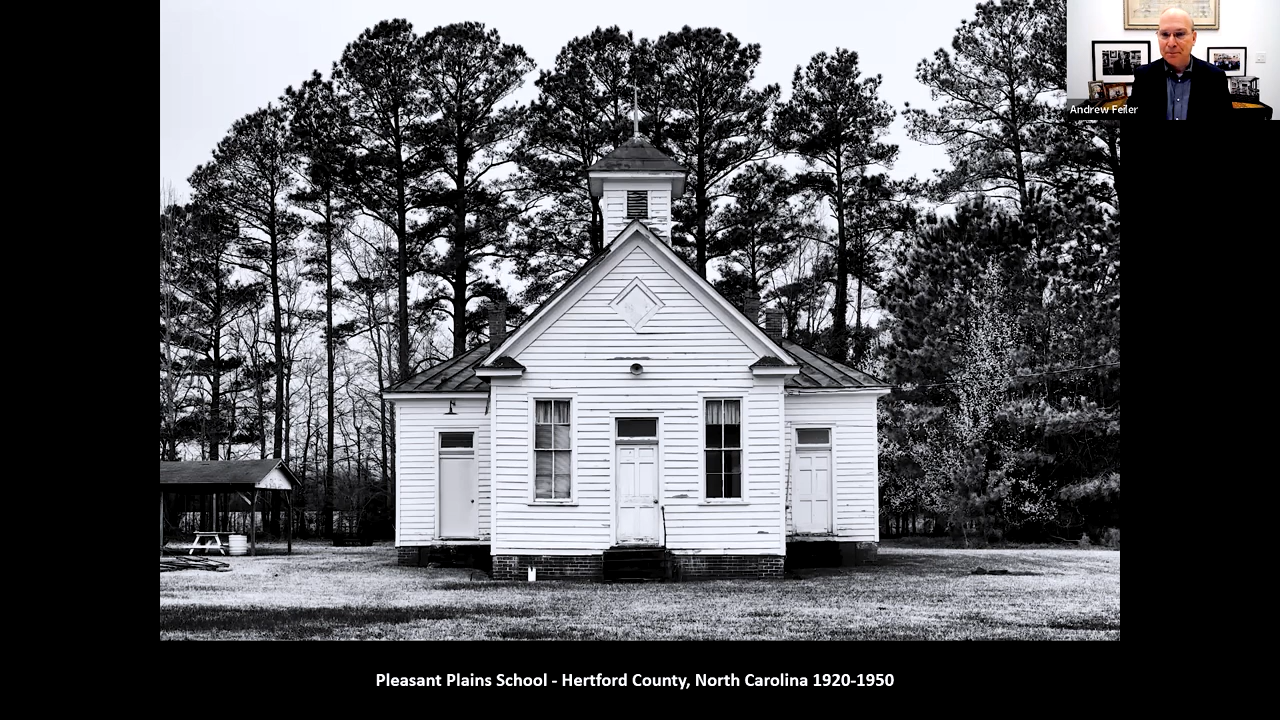 Andrew Feiler
Pleasant Plains School - Hertford County, North Carolina 1920-1950